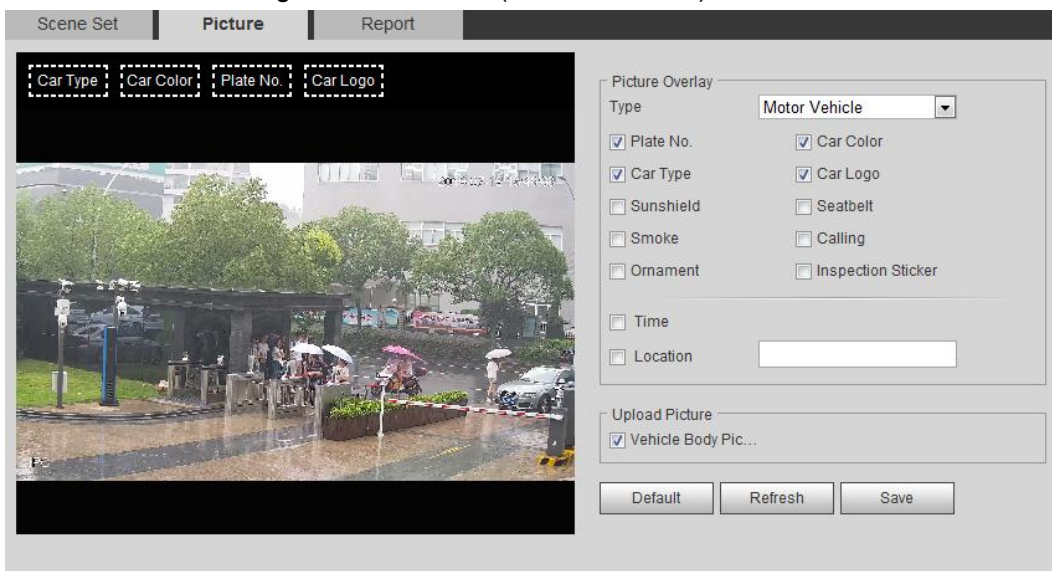 Scene Set Picture Report
Car Type Car Color Plate No. Car Logo
IPC
Picture Overlay
Type Motor Vehicle
Plate No. Car Color
Car Type Car Logo
Sunshield Seatbelt
Smoke Calling
Ornament Inspection Sticker
Time
Location
Upload Picture
Vehicle Body Pic...
Default Refresh Save